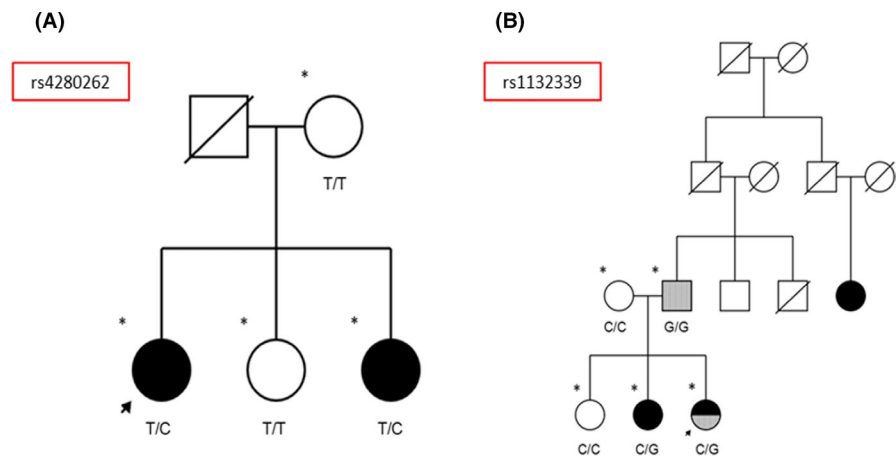 (A)
rs4280262
*
T/T
* * *
T/C T/T T/C
(B)
rs1132339
* *
C/C G/G
* * *
C/C C/G C/G